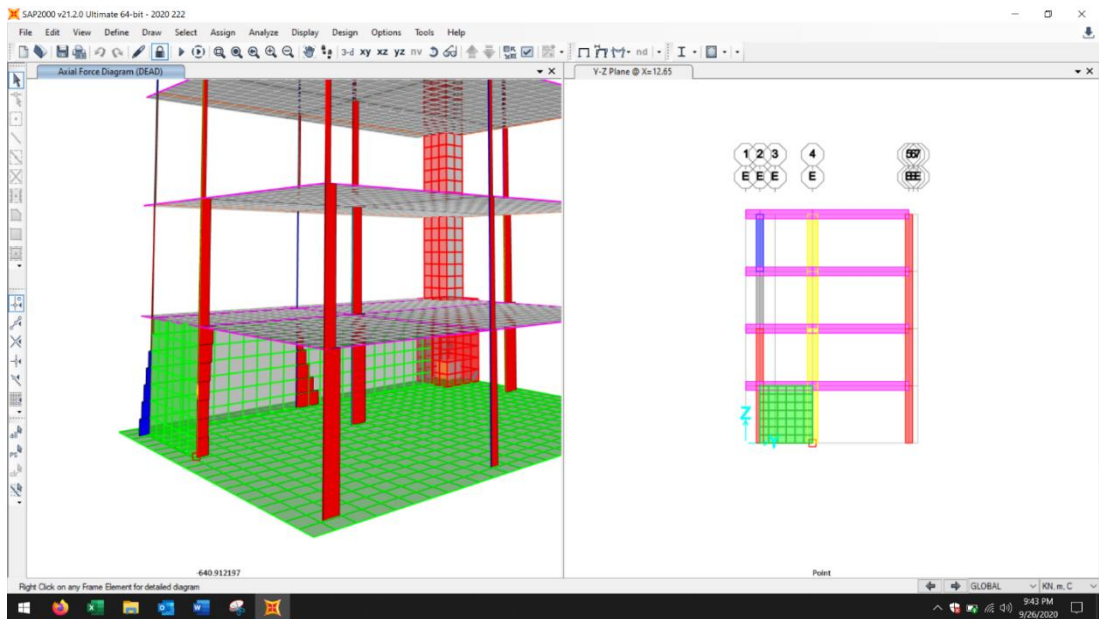 SAP2000 v21.2.0 Ultimate 64-bit - 2020 222
File Edit View Define Draw Select Assign Analyze Display Design Options Tools Help
3-d xy xz yz nv nd
Axial Force Diagram (DEAD)
Y-Z Plane @ X=12.65
1 2 3 4
E E E E
Z
-640.912197
Point
Right Click on any Frame Element for detailed diagram
GLOBAL
KN, m, C
9:43 PM
9/26/2020